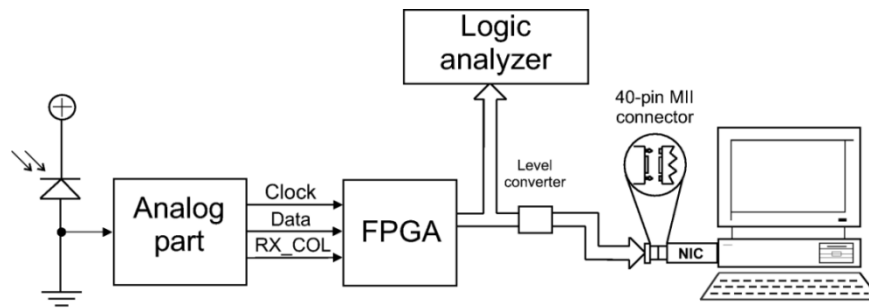 Logic
analyzer
40-pin MII
connector
Level
converter
Clock
Analog
part
Data
FPGA
RX_COL
NIC